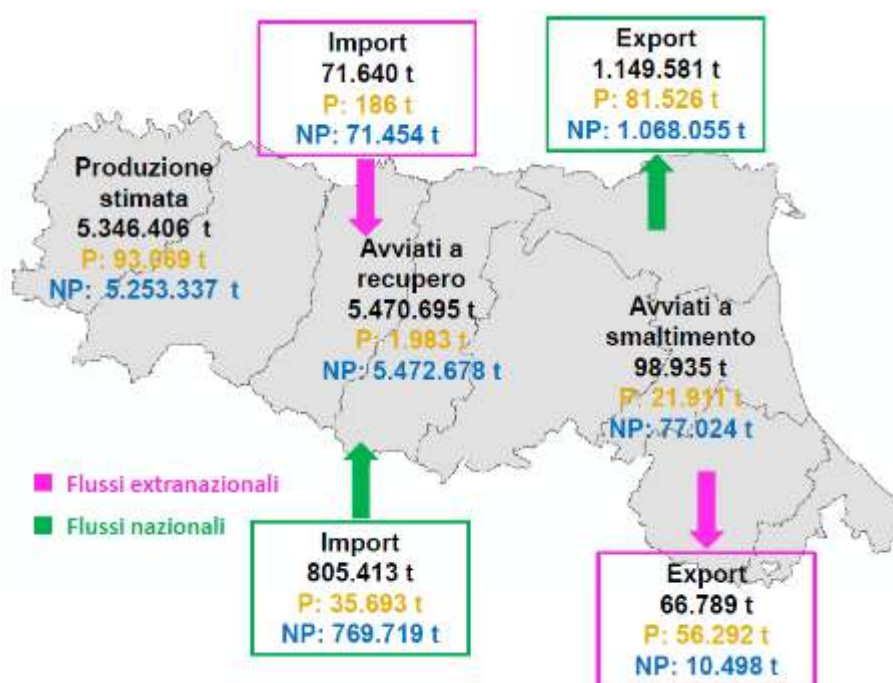 Import
71.640 t
P: 186 t
NP: 71.454 t
Export
1.149.581 t
P: 81.526 t
NP: 1.068.055 t
Produzione
stimata
5.346.406 t
P: 93.069 t
NP: 5.253.337 t
Avviati a
recupero
5.470.695 t
P: 1.983 t
NP: 5.472.678 t
Avviati a
smaltimento
98.935 t
P: 21.911 t
NP: 77.024 t
Flussi extranazionali
Flussi nazionali
Import
805.413 t
P: 35.693 t
NP: 769.719 t
Export
66.789 t
P: 56.292 t
NP: 10.498 t